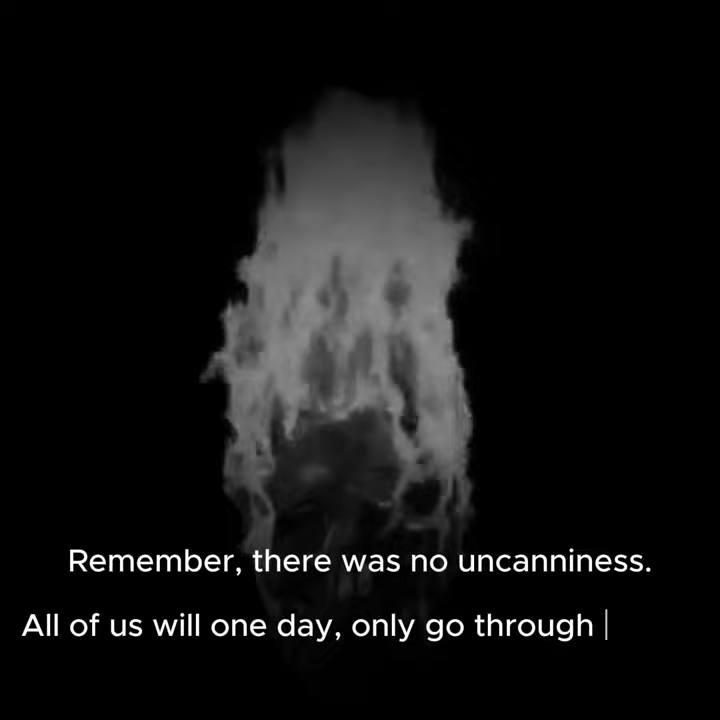 Remember, there was no uncanniness.
All of us will one day, only go through